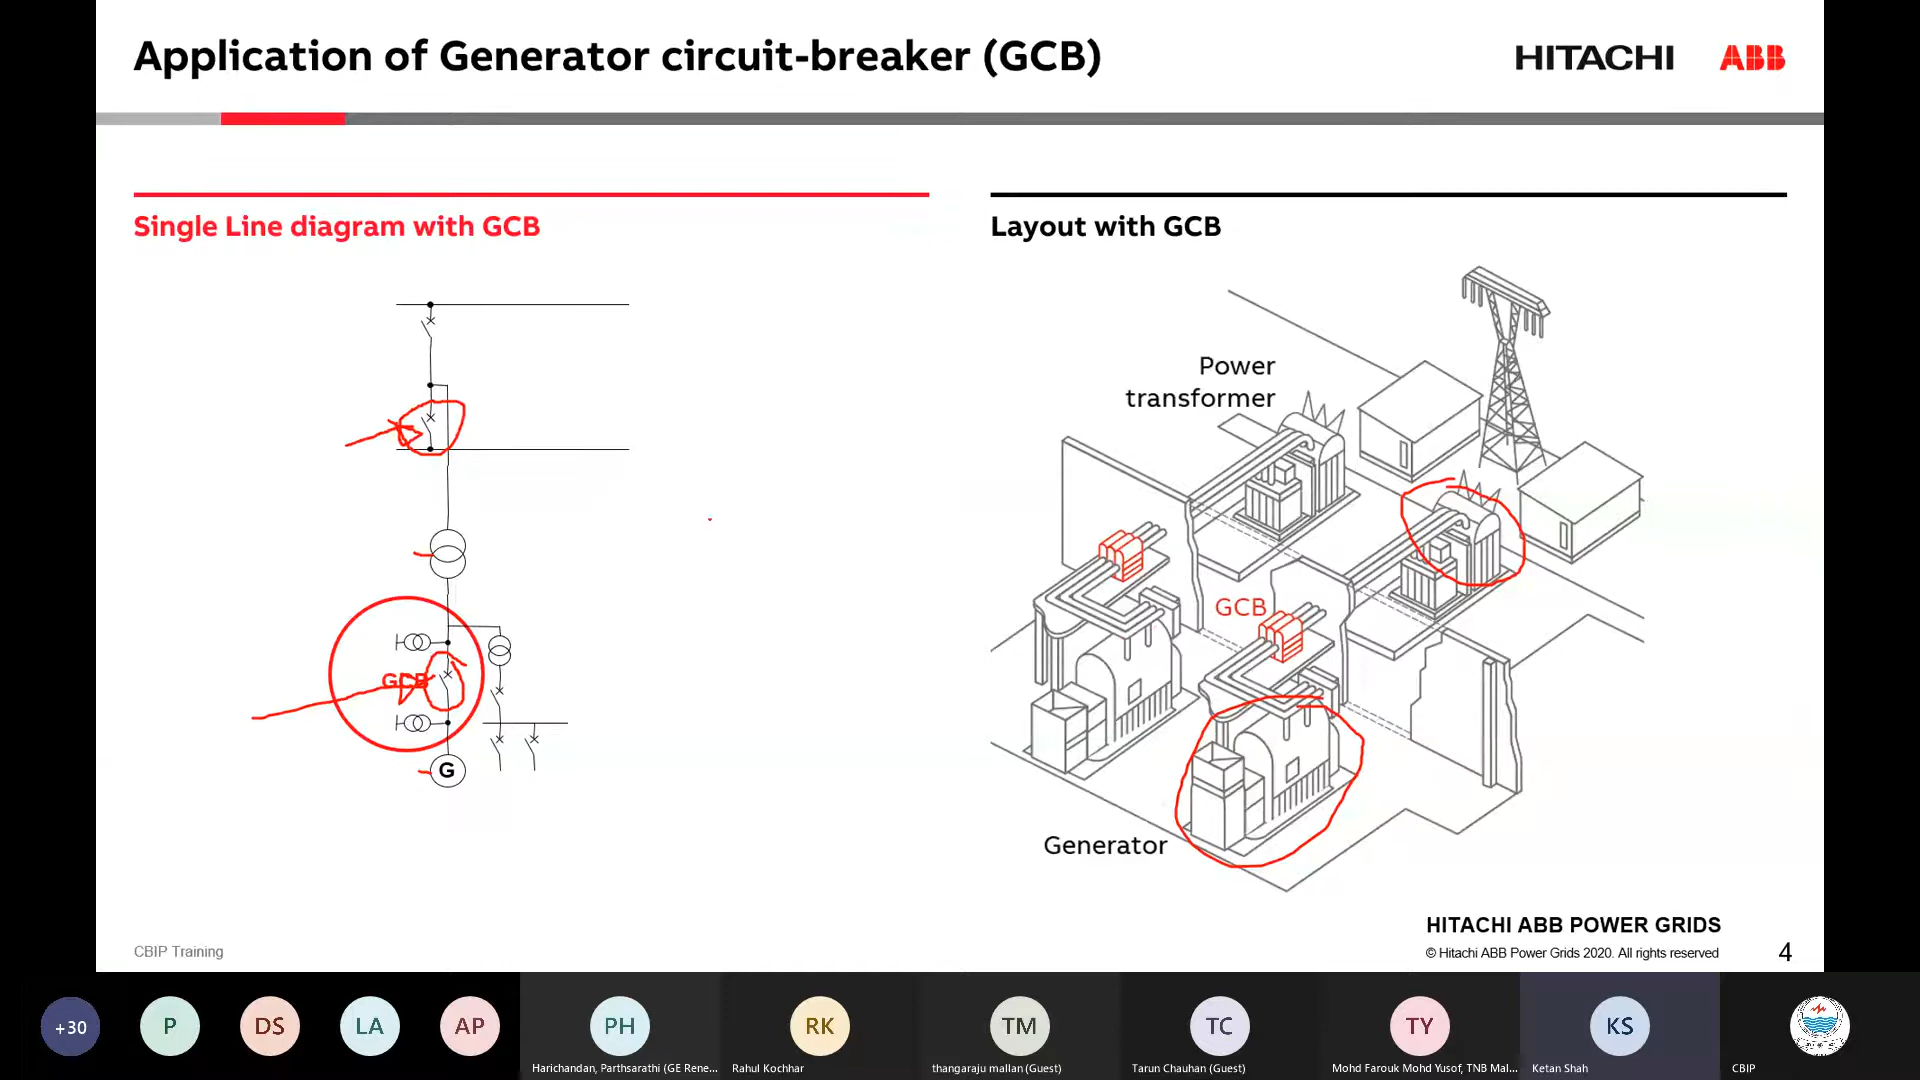 Application of Generator circuit-breaker (GCB)
HITACHI ABB
Single Line diagram with GCB
Layout with GCB
GCB
G
Power
transformer
GCB
Generator
HITACHI ABB POWER GRIDS
CBIP Training
© Hitachi ABB Power Grids 2020. All rights reserved
4
+30
P
DS
LA
AP
PH
RK
TM
TC
TY
KS
Harichandan, Parthsarathi (GE Rene...
Rahul Kochhar
thangaraju mallan (Guest)
Tarun Chauhan (Guest)
Mohd Farouk Mohd Yusof, TNB Mal...
Ketan Shah
CBIP